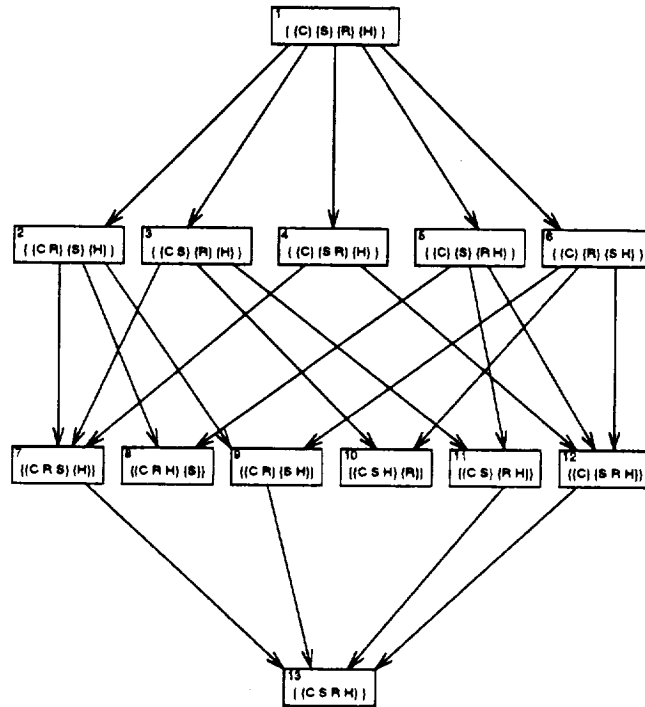 1
{ {C} {S} {R} {H} }
2
{ {C R} {S} {H} }
3
{ {C S} {R} {H} }
4
{ {C} {S R} {H} }
5
{ {C} {S} {R H} }
6
{ {C} {R} {S H} }
7
{{C R S} {H}}
8
{{C R H} {S}}
9
{{C R} {S H}}
10
{{C S H} {R}}
11
{{C S} {R H}}
12
{{C} {S R H}}
13
{ {C S R H} }